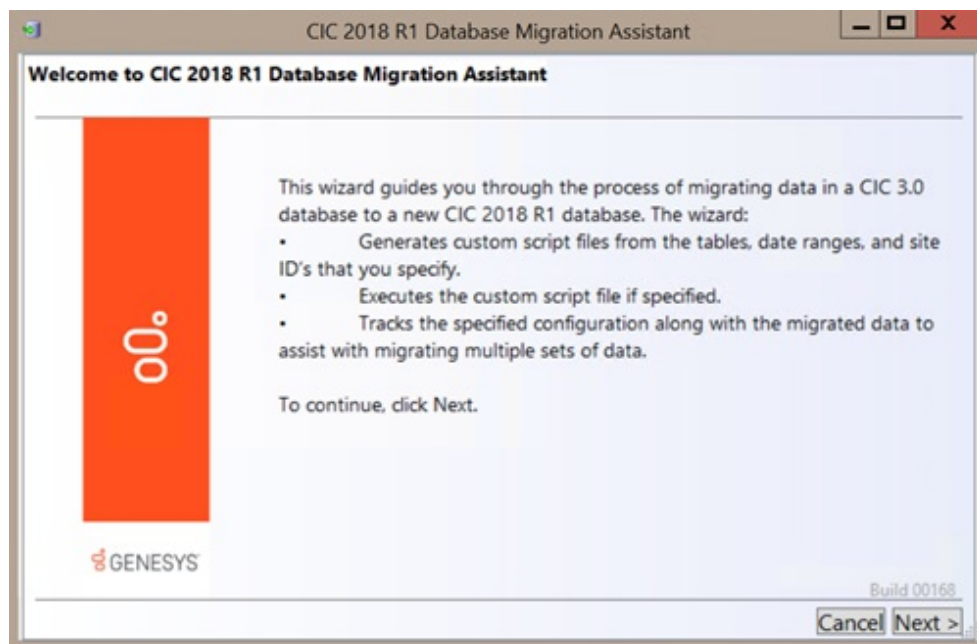 CIC 2018 R1 Database Migration Assistant
Welcome to CIC 2018 R1 Database Migration Assistant
This wizard guides you through the process of migrating data in a CIC 3.0
database to a new CIC 2018 R1 database. The wizard:
• Generates custom script files from the tables, date ranges, and site
ID's that you specify.
• Executes the custom script file if specified.
• Tracks the specified configuration along with the migrated data to
assist with migrating multiple sets of data.
To continue, click Next.
GENESYS
Build 00168
Cancel Next >